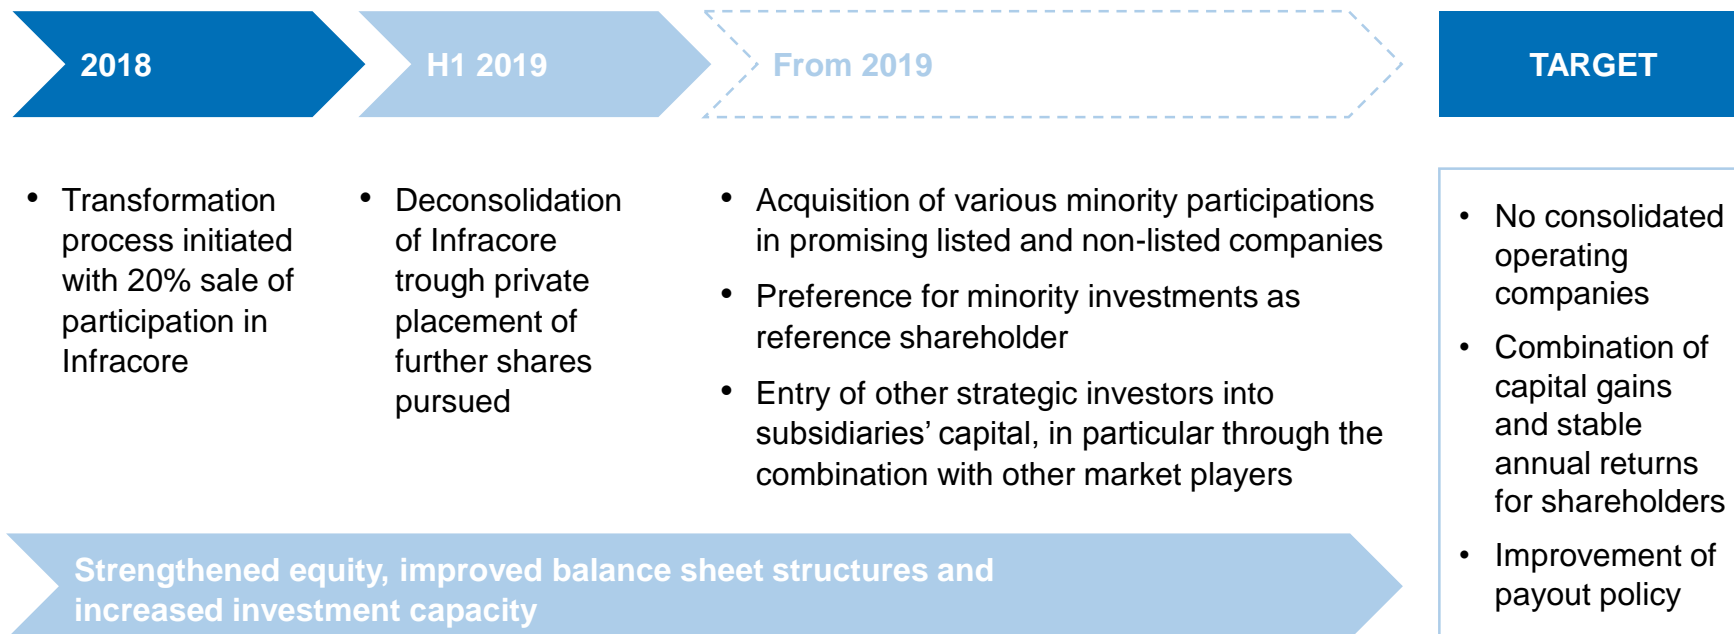 2018
H1 2019
From 2019
TARGET
• Transformation
process initiated
with 20% sale of
participation in
Infracore
• Deconsolidation
of Infracore
trough private
placement of
further shares
pursued
• Acquisition of various minority participations
in promising listed and non-listed companies
• Preference for minority investments as
reference shareholder
• Entry of other strategic investors into
subsidiaries’ capital, in particular through the
combination with other market players
• No consolidated
operating
companies
• Combination of
capital gains
and stable
annual returns
for shareholders
• Improvement of
payout policy
Strengthened equity, improved balance sheet structures and
increased investment capacity